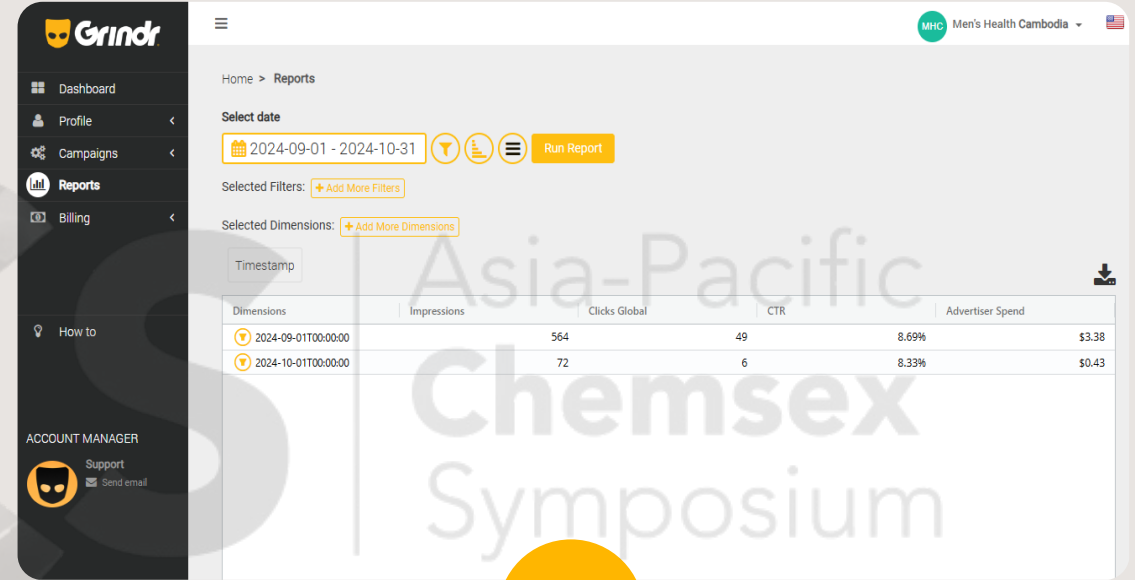 Grindr
MHC Men's Health Cambodia
Dashboard
Profile
Campaigns
Reports
Billing
How to
ACCOUNT MANAGER
Support
Send email
Home > Reports
Select date
2024-09-01 - 2024-10-31 Run Report
Selected Filters: +Add More Filters
Selected Dimensions: +Add More Dimensions
Timestamp
Dimensions Impressions Clicks Global CTR Advertiser Spend
2024-09-01T00:00:00 564 49 8.69% $3.38
2024-10-01T00:00:00 72 6 8.33% $0.43
S
Asia-Pacific
Chemsex
Symposium